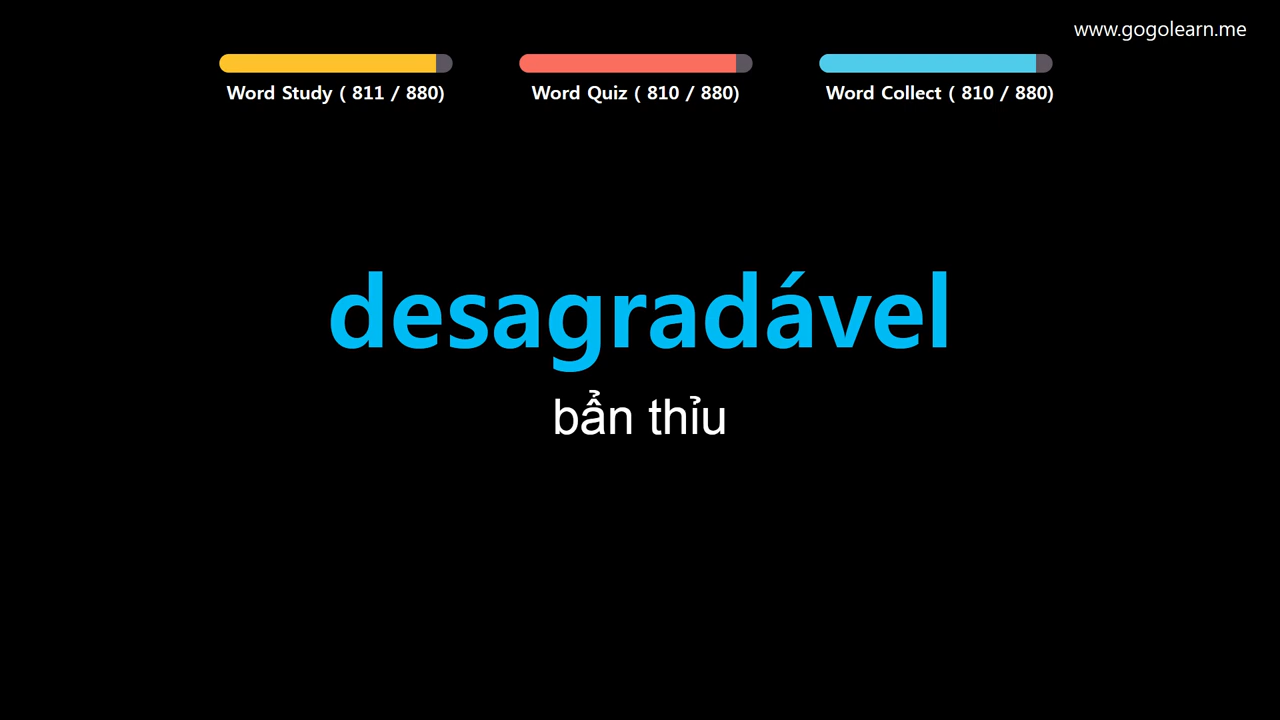 www.gogolearn.me
Word Study ( 811 / 880)
Word Quiz ( 810 / 880)
Word Collect ( 810 / 880)
desagradável
bẩn thỉu